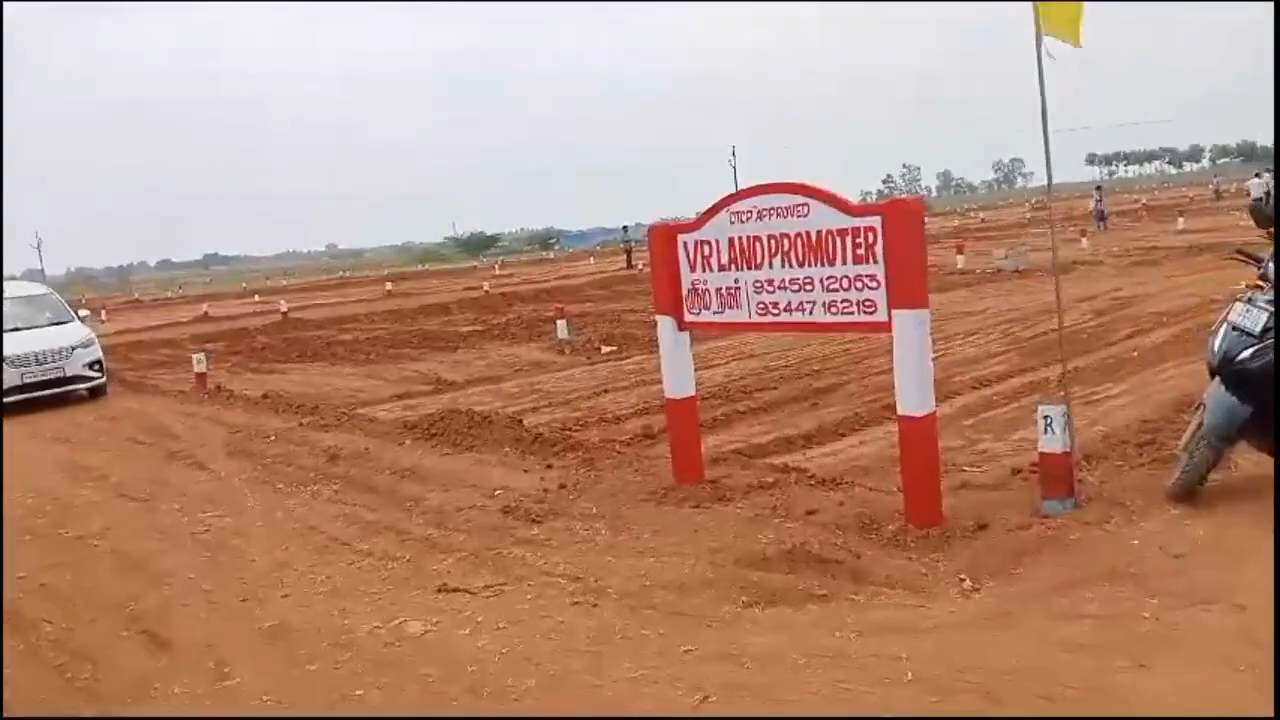 "DTCP" APPROVED
VR LAND PROMOTER
ஸ்ரீம் நகர்
93458 12063
93447 16219
R